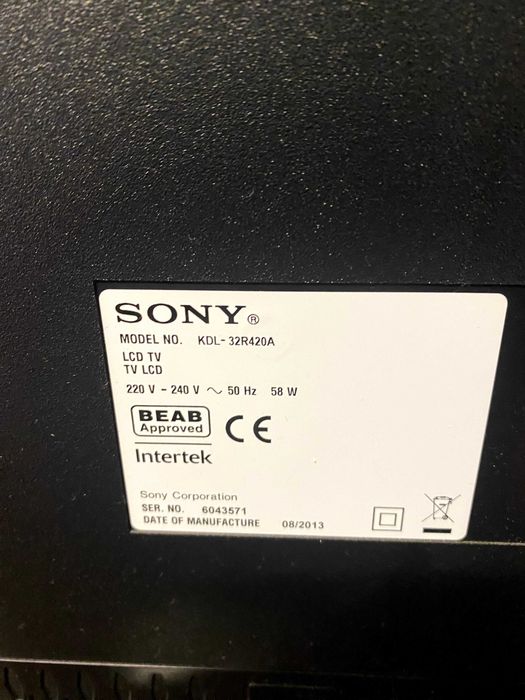 SONY®
MODEL NO. KDL-32R420A
LCD TV
TV LCD
220 V - 240 V ~ 50 Hz 58 W
BEAB
Approved
CE
Intertek
Sony Corporation
SER. NO. 6043571
DATE OF MANUFACTURE 08/2013